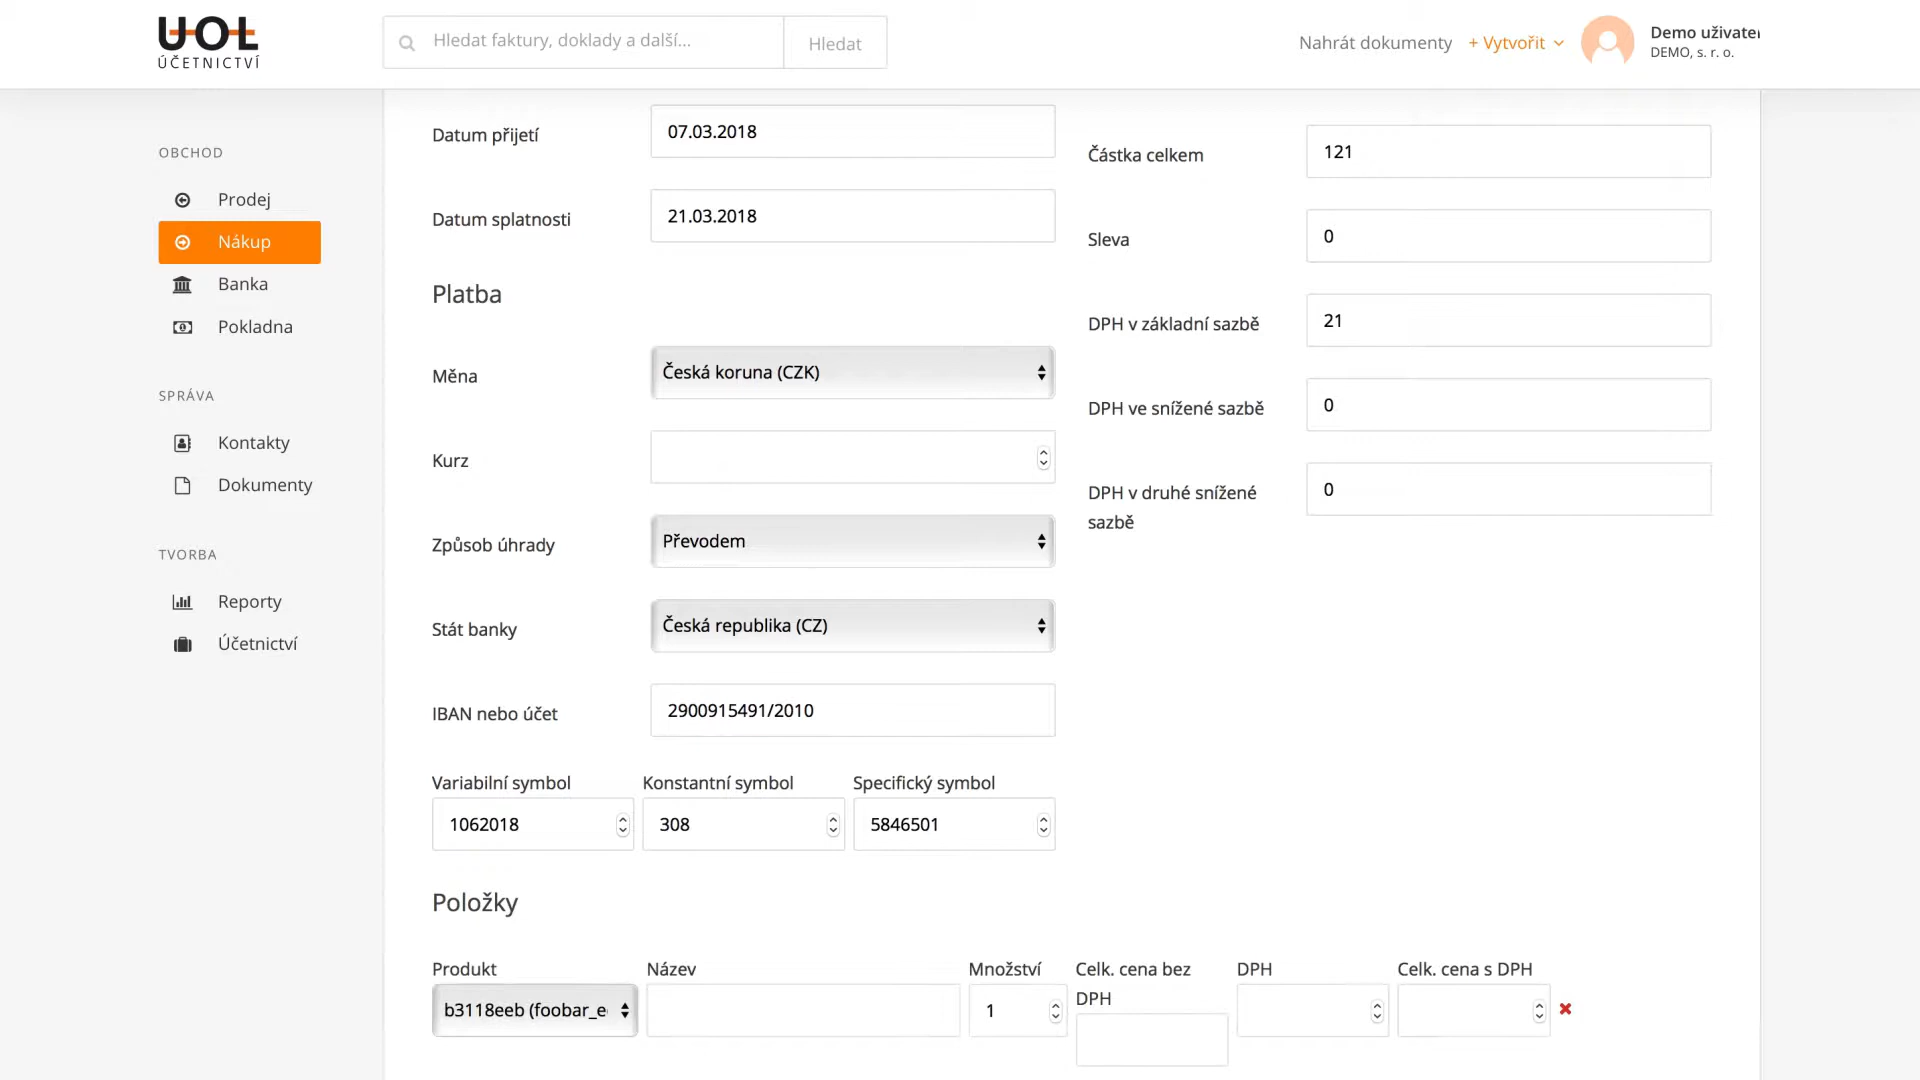 UOL
ÚČETNICTVÍ
Hledat faktury, doklady a další...
Hledat
Nahrát dokumenty
+ Vytvořit
Demo uživatel
DEMO, s. r. o.
OBCHOD
Prodej
Nákup
Banka
Pokladna
SPRÁVA
Kontakty
Dokumenty
TVORBA
Reporty
Účetnictví
Datum přijetí
07.03.2018
Datum splatnosti
21.03.2018
Platba
Měna
Česká koruna (CZK)
Kurz
Způsob úhrady
Převodem
Stát banky
Česká republika (CZ)
IBAN nebo účet
2900915491/2010
Variabilní symbol
Konstantní symbol
Specifický symbol
1062018
308
5846501
Částka celkem
121
Sleva
0
DPH v základní sazbě
21
DPH ve snížené sazbě
0
DPH v druhé snížené
sazbě
0
Položky
Produkt
Název
Množství
Celk. cena bez
DPH
DPH
Celk. cena s DPH
b3118eeb (foobar_e
1